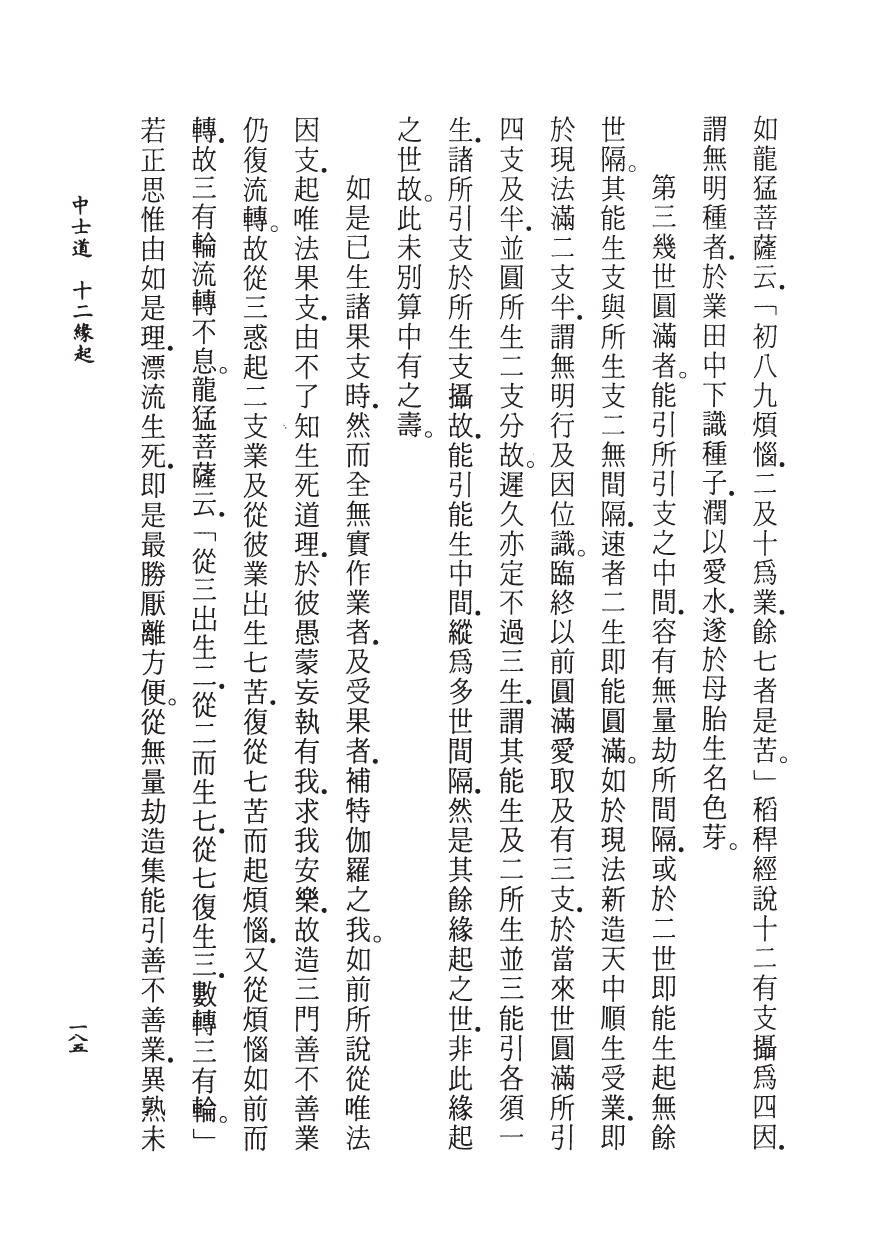 如龍猛菩薩云．「初八九煩惱．二及十為業．餘七者是苦。」稻稈經說十二有支攝為四因．
謂無明種者．於業田中下識種子．潤以愛水．遂於母胎生名色芽。
第三幾世圓滿者。能引所引支之中間．容有無量劫所間隔．或於二世即能生起無餘
世隔。其能生支與所生支二無間隔．速者二生即能圓滿。如於現法新造天中順生受業．即
於現法滿二支半．謂無明行及因位識。臨終以前圓滿愛取及有三支．於當來世圓滿所引
四支及半．並圓所生二支分故。遲久亦定不過三生．謂其能生及二所生並三能引各須一
生．諸所引支於所生支攝故．能引能生中間．縱為多世間隔．然是其餘緣起之世．非此緣起
之世故。此未別算中有之壽。
如是已生諸果支時．然而全無實作業者．及受果者．補特伽羅之我。如前所說從唯法
因支．起唯法果支．由不了知生死道理．於彼愚蒙妄執有我．求我安樂．故造三門善不善業
仍復流轉。故從三惑起二支業及從彼業出生七苦．復從七苦而起煩惱．又從煩惱如前而
轉．故三有輪流轉不息。龍猛菩薩云．「從三出生二．從二而生七．從七復生三．數轉三有輪。」
若正思惟由如是理．漂流生死．即是最勝厭離方便。從無量劫造集能引善不善業．異熟未
中士道　十二緣起
一八五